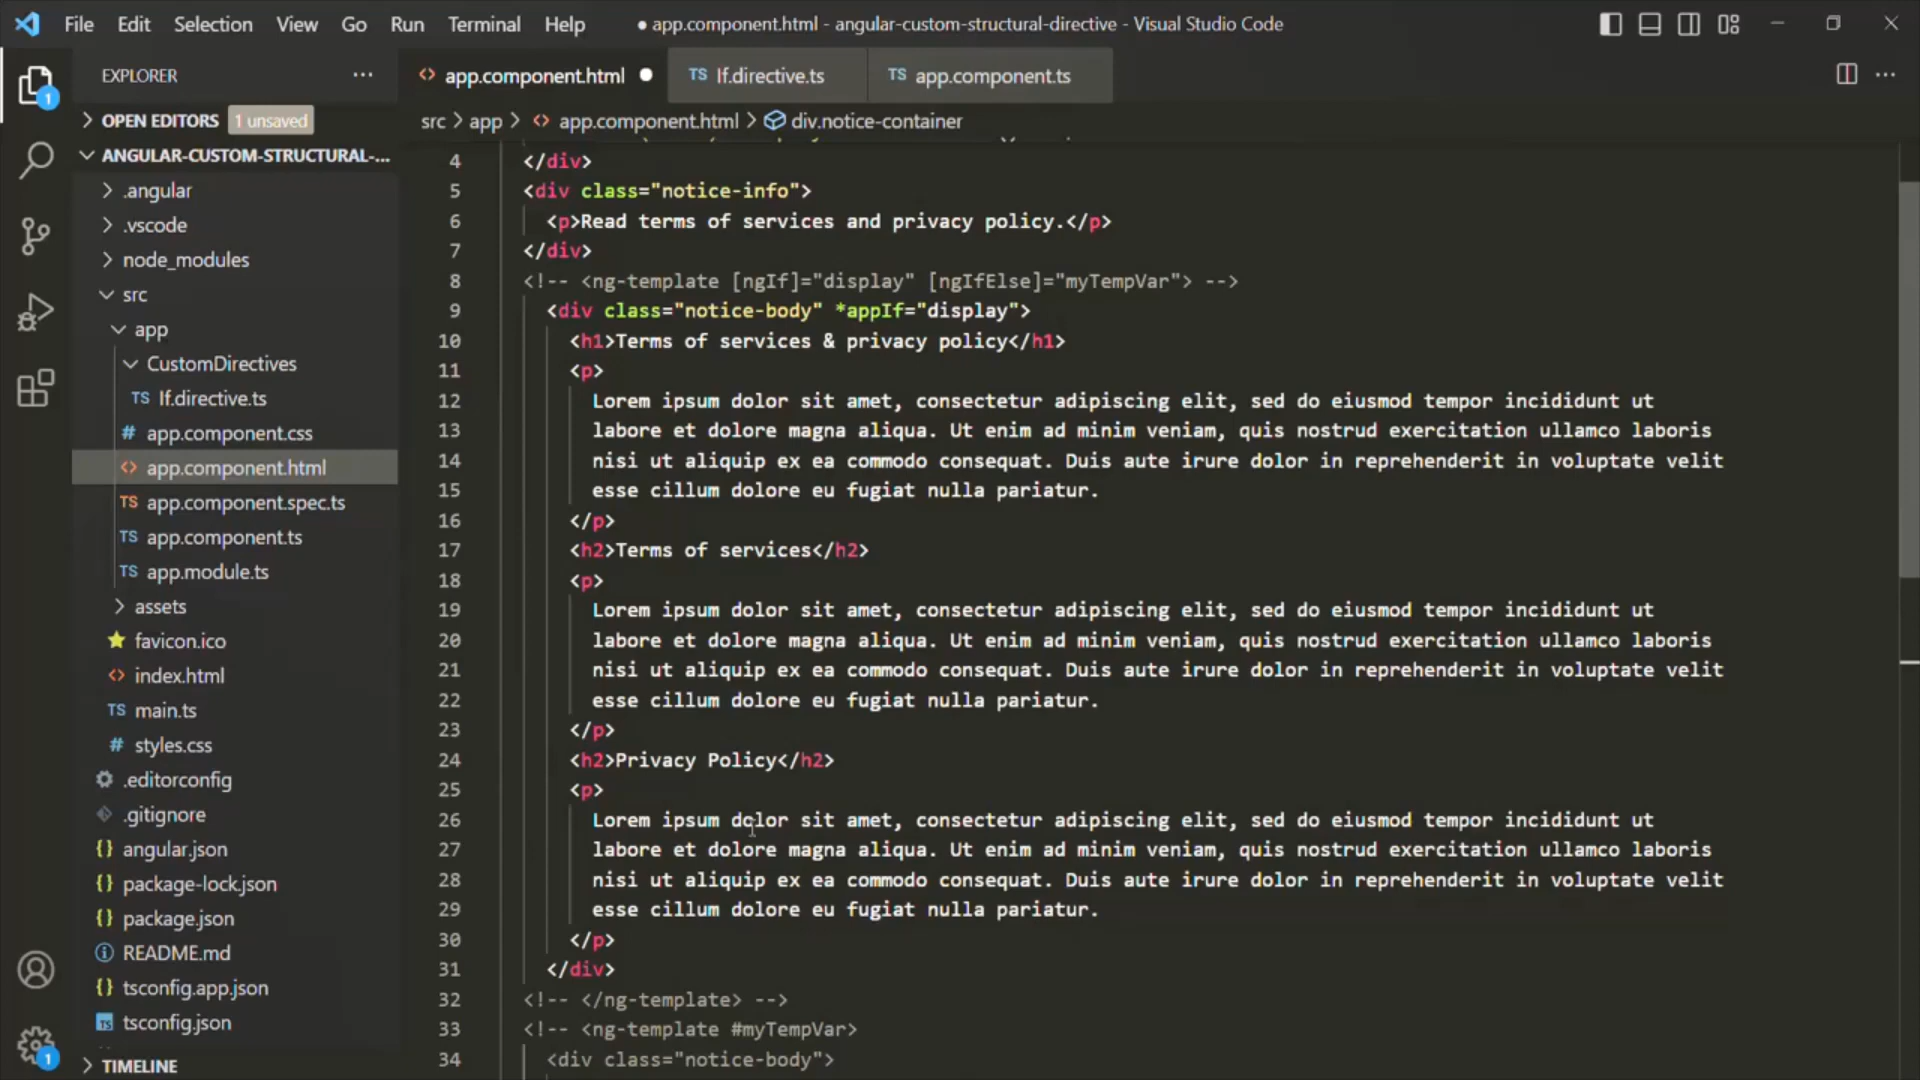 File Edit Selection View Go Run Terminal Help
● app.component.html - angular-custom-structural-directive - Visual Studio Code
EXPLORER
app.component.html
TS If.directive.ts
TS app.component.ts
OPEN EDITORS 1 unsaved
src > app > app.component.html > div.notice-container
ANGULAR-CUSTOM-STRUCTURAL-...
.angular
.vscode
node_modules
src
app
CustomDirectives
TS If.directive.ts
# app.component.css
<> app.component.html
TS app.component.spec.ts
TS app.component.ts
TS app.module.ts
assets
favicon.ico
<> index.html
TS main.ts
# styles.css
.editorconfig
.gitignore
{} angular.json
{} package-lock.json
{} package.json
README.md
{} tsconfig.app.json
TS tsconfig.json
TIMELINE
1
1
4 </div>
5 <div class="notice-info">
6 <p>Read terms of services and privacy policy.</p>
7 </div>
8 <!-- <ng-template [ngIf]="display" [ngIfElse]="myTempVar"> -->
9 <div class="notice-body" *appIf="display">
10 <h1>Terms of services & privacy policy</h1>
11 <p>
12 Lorem ipsum dolor sit amet, consectetur adipiscing elit, sed do eiusmod tempor incididunt ut
13 labore et dolore magna aliqua. Ut enim ad minim veniam, quis nostrud exercitation ullamco laboris
14 nisi ut aliquip ex ea commodo consequat. Duis aute irure dolor in reprehenderit in voluptate velit
15 esse cillum dolore eu fugiat nulla pariatur.
16 </p>
17 <h2>Terms of services</h2>
18 <p>
19 Lorem ipsum dolor sit amet, consectetur adipiscing elit, sed do eiusmod tempor incididunt ut
20 labore et dolore magna aliqua. Ut enim ad minim veniam, quis nostrud exercitation ullamco laboris
21 nisi ut aliquip ex ea commodo consequat. Duis aute irure dolor in reprehenderit in voluptate velit
22 esse cillum dolore eu fugiat nulla pariatur.
23 </p>
24 <h2>Privacy Policy</h2>
25 <p>
26 Lorem ipsum dolor sit amet, consectetur adipiscing elit, sed do eiusmod tempor incididunt ut
27 labore et dolore magna aliqua. Ut enim ad minim veniam, quis nostrud exercitation ullamco laboris
28 nisi ut aliquip ex ea commodo consequat. Duis aute irure dolor in reprehenderit in voluptate velit
29 esse cillum dolore eu fugiat nulla pariatur.
30 </p>
31 </div>
32 <!-- </ng-template> -->
33 <!-- <ng-template #myTempVar>
34 <div class="notice-body">